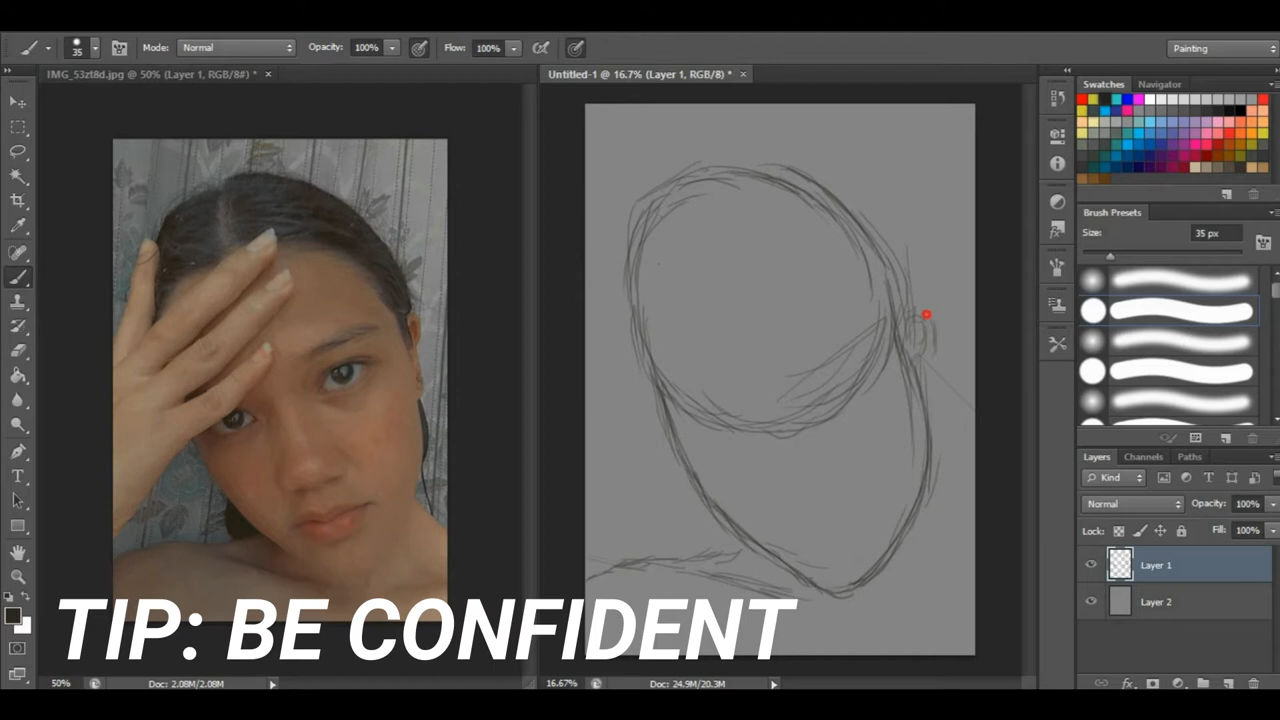 35
Mode:
Normal
Opacity:
100%
Flow:
100%
Painting
IMG_53zt8d.jpg @ 50% (Layer 1, RGB/8#) *
Untitled-1 @ 16.7% (Layer 1, RGB/8) *
Swatches
Navigator
Brush Presets
Size:
35 px
Layers
Channels
Paths
Kind
Normal
Opacity:
100%
Lock:
Fill:
100%
Layer 1
Layer 2
TIP: BE CONFIDENT
50%
Doc: 2.08M/2.08M
16.67%
Doc: 24.9M/20.3M